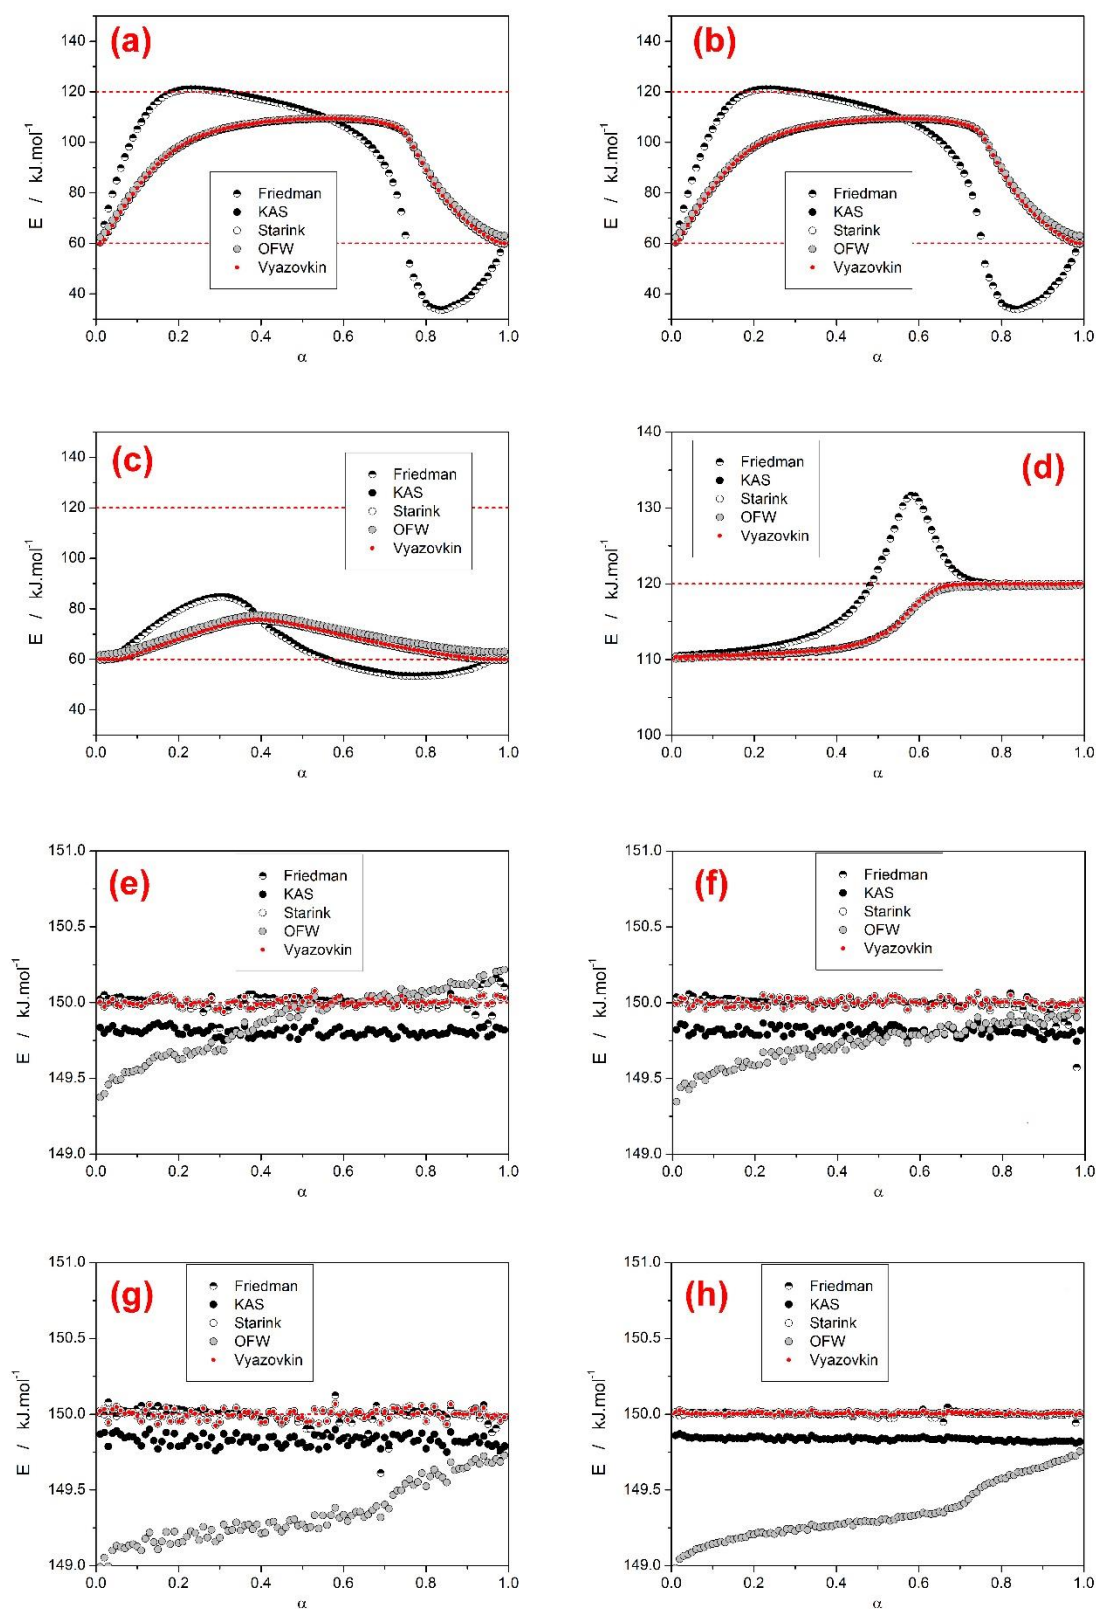 (a)
140
120
100
80
60
40
E / kJ.mol-1
Friedman
KAS
Starink
OFW
Vyazovkin
0.0 0.2 0.4 0.6 0.8 1.0
α
(b)
140
120
100
80
60
40
E / kJ.mol-1
Friedman
KAS
Starink
OFW
Vyazovkin
0.0 0.2 0.4 0.6 0.8 1.0
α
(c)
140
120
100
80
60
40
E / kJ.mol-1
Friedman
KAS
Starink
OFW
Vyazovkin
0.0 0.2 0.4 0.6 0.8 1.0
α
(d)
140
130
120
110
100
E / kJ.mol-1
Friedman
KAS
Starink
OFW
Vyazovkin
0.0 0.2 0.4 0.6 0.8 1.0
α
(e)
151.0
150.5
150.0
149.5
149.0
E / kJ.mol-1
Friedman
KAS
Starink
OFW
Vyazovkin
0.0 0.2 0.4 0.6 0.8 1.0
α
(f)
151.0
150.5
150.0
149.5
149.0
E / kJ.mol-1
Friedman
KAS
Starink
OFW
Vyazovkin
0.0 0.2 0.4 0.6 0.8 1.0
α
(g)
151.0
150.5
150.0
149.5
149.0
E / kJ.mol-1
Friedman
KAS
Starink
OFW
Vyazovkin
0.0 0.2 0.4 0.6 0.8 1.0
α
(h)
151.0
150.5
150.0
149.5
149.0
E / kJ.mol-1
Friedman
KAS
Starink
OFW
Vyazovkin
0.0 0.2 0.4 0.6 0.8 1.0
α